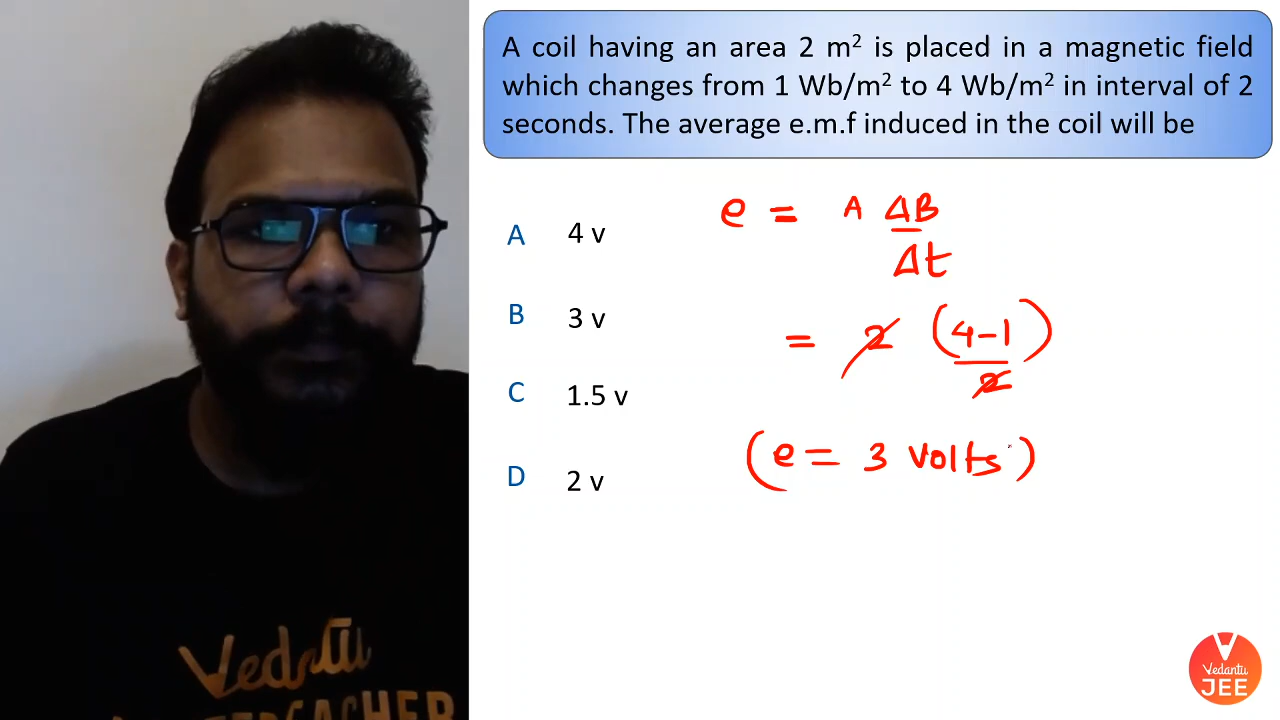 A coil having an area 2 m² is placed in a magnetic field
which changes from 1 Wb/m² to 4 Wb/m² in interval of 2
seconds. The average e.m.f induced in the coil will be
A 4 v
B 3 v
C 1.5 v
D 2 v
e = A ΔB
Δt
= 2 (4-1)
2
(e = 3 volts)
Vedantu
Vedantu
JEE